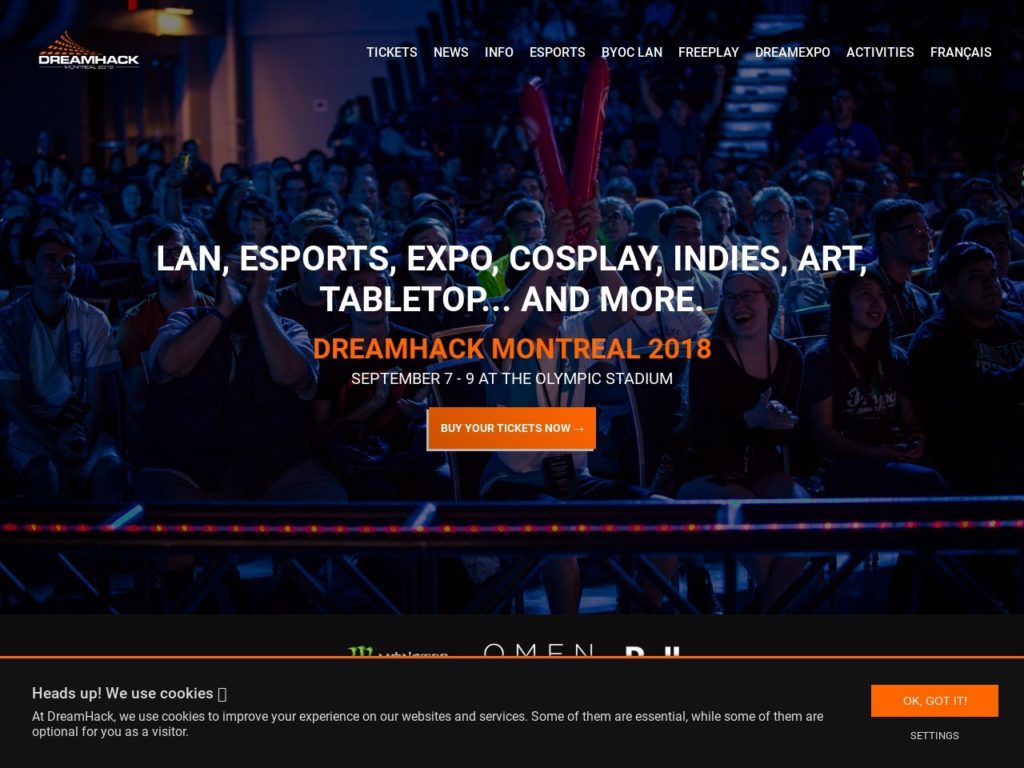 DREAMHACK
MONTREAL 2018
TICKETS NEWS INFO ESPORTS BYOC LAN FREEPLAY DREAMEXPO ACTIVITIES FRANÇAIS
LAN, ESPORTS, EXPO, COSPLAY, INDIES, ART,
TABLETOP... AND MORE.
DREAMHACK MONTREAL 2018
SEPTEMBER 7 - 9 AT THE OLYMPIC STADIUM
BUY YOUR TICKETS NOW→
OMEN
Heads up! We use cookies
At DreamHack, we use cookies to improve your experience on our websites and services. Some of them are essential, while some of them are
optional for you as a visitor.
OK, GOT IT!
SETTINGS